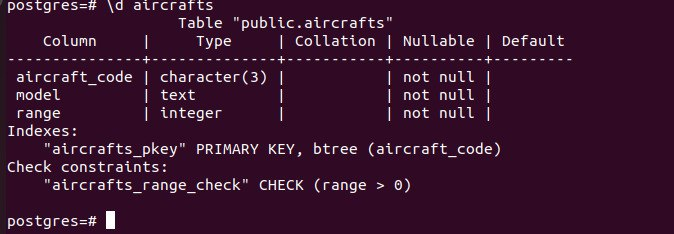 postgres=# \d aircrafts
                  Table "public.aircrafts"
    Column     |     Type     | Collation | Nullable | Default
---------------+--------------+-----------+----------+---------
 aircraft_code | character(3) |           | not null |
 model         | text         |           | not null |
 range         | integer      |           | not null |
Indexes:
    "aircrafts_pkey" PRIMARY KEY, btree (aircraft_code)
Check constraints:
    "aircrafts_range_check" CHECK (range > 0)
postgres=#